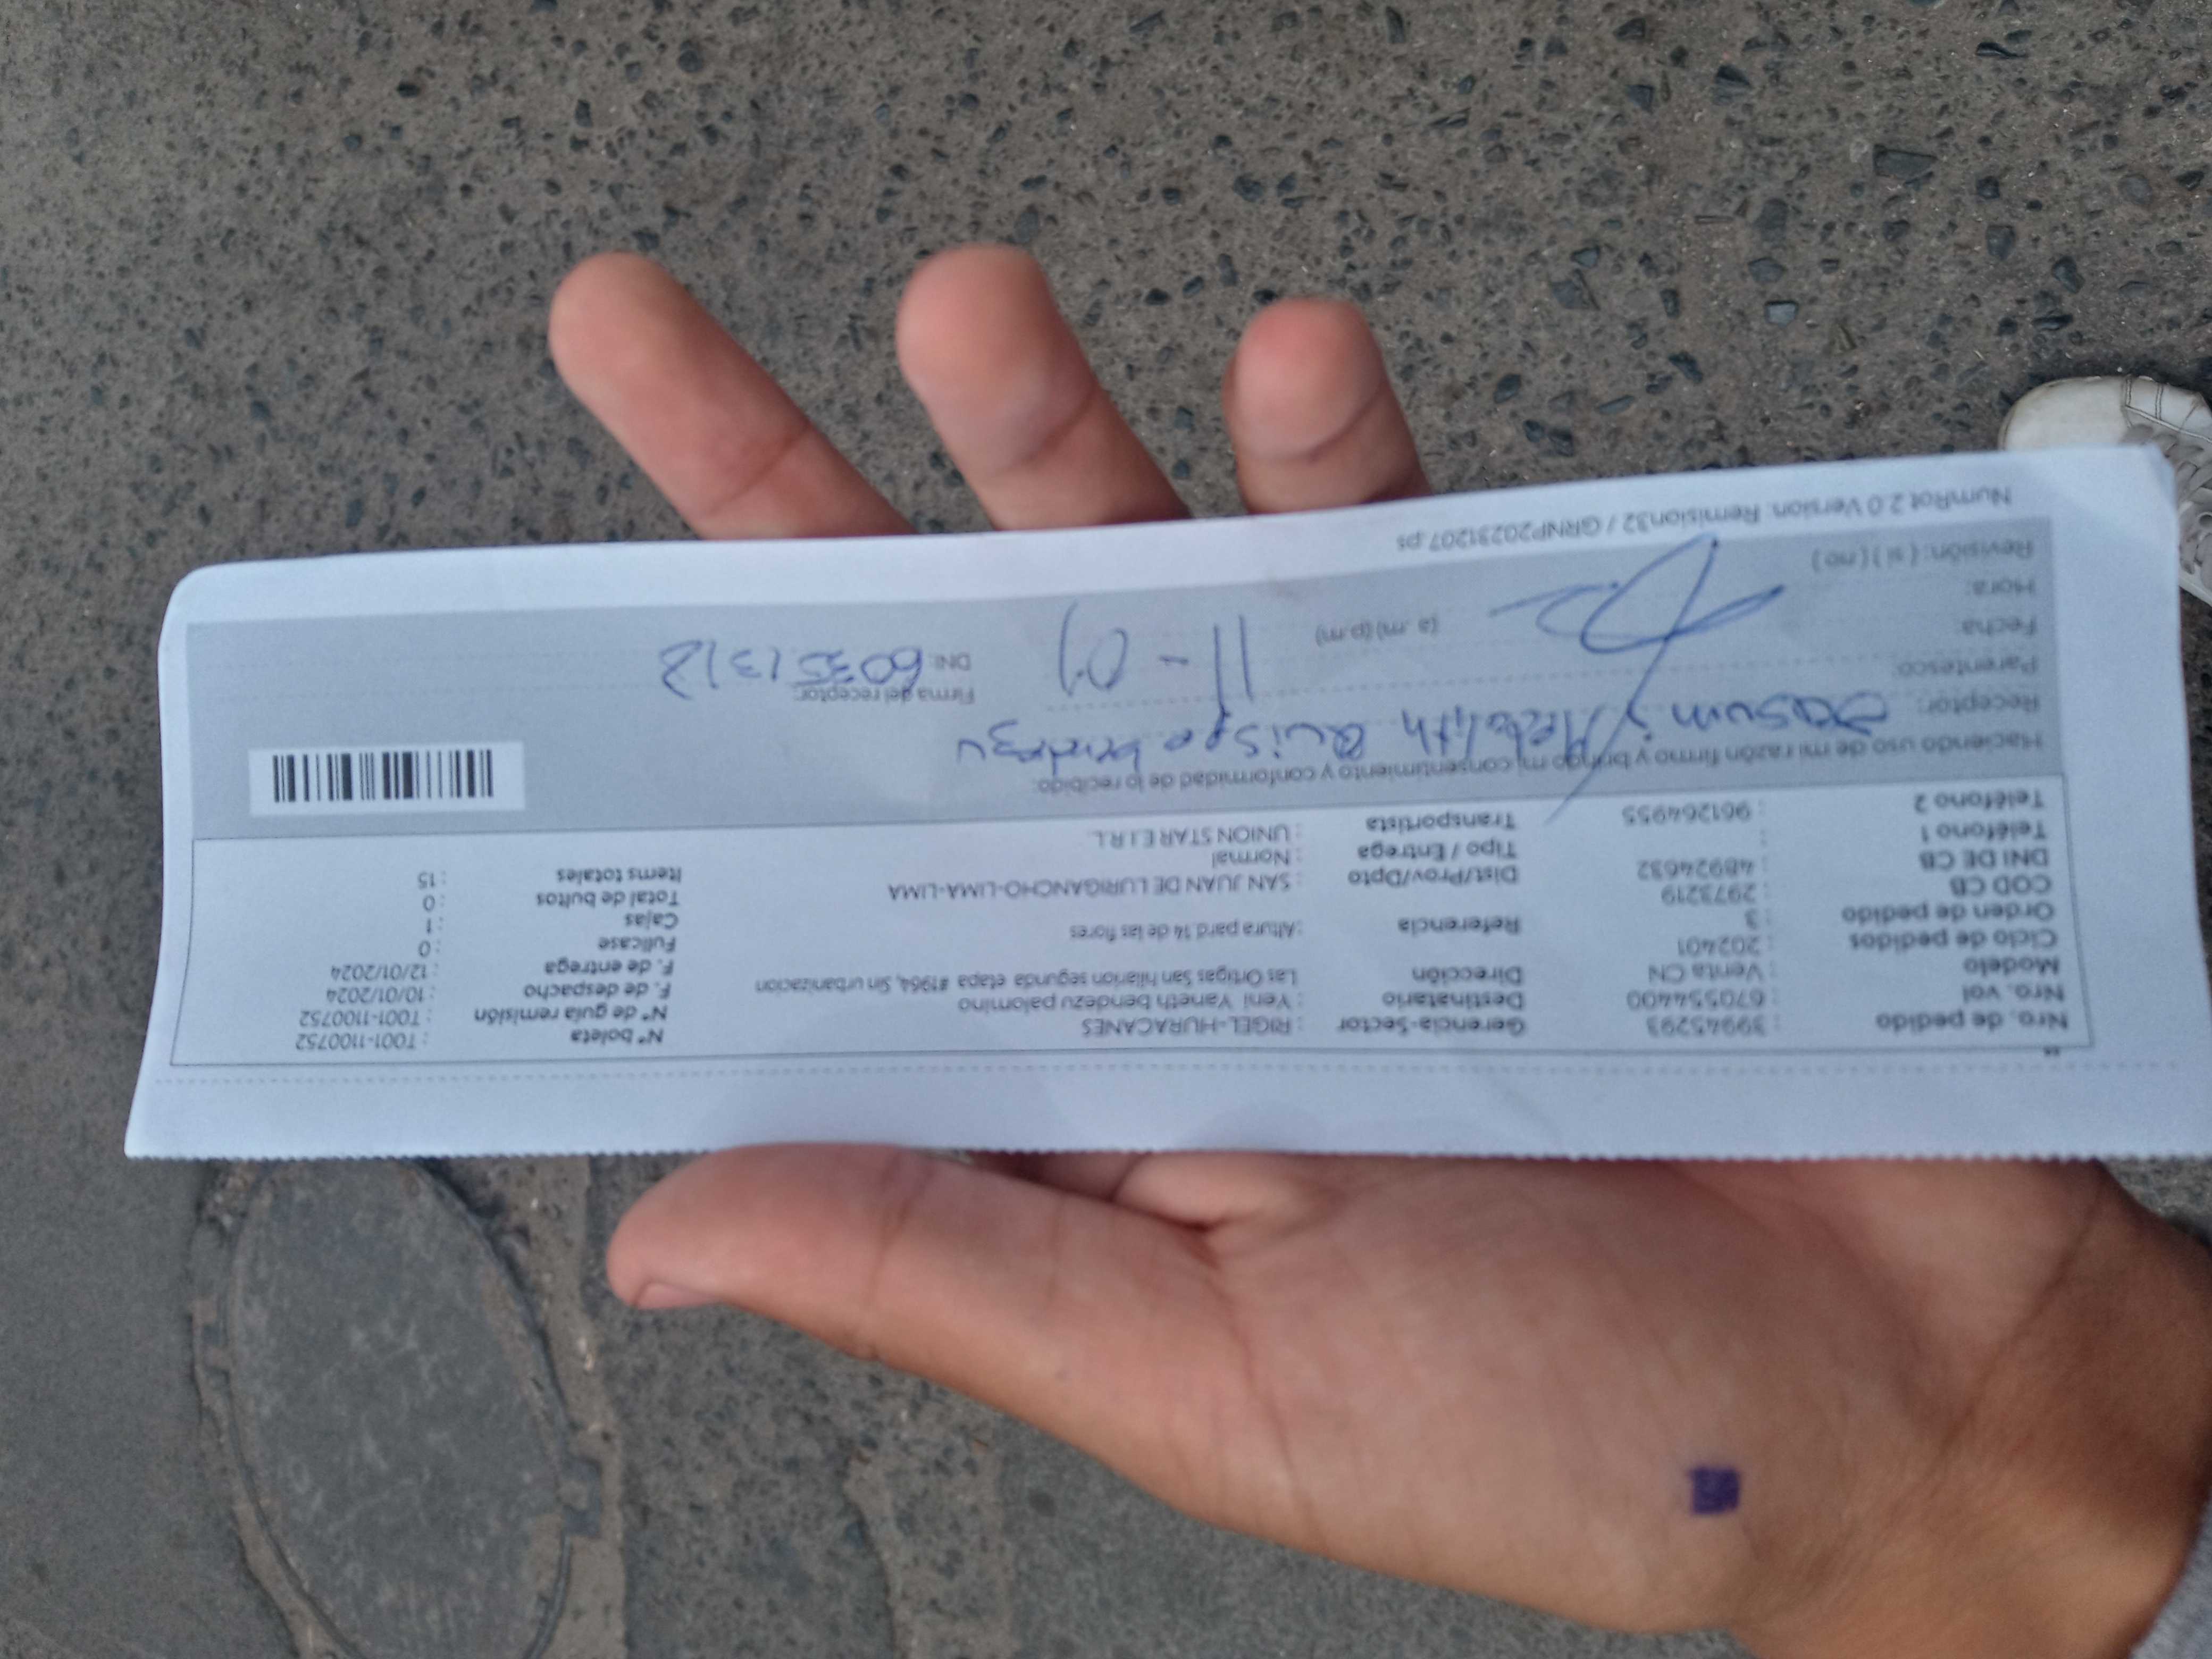 Nro. de pedido : 39945293 Gerencia-Sector : RIGEL-HURACANES Nº boleta : T001-1100752
Nro. vol : 670554400 Destinatario : Yeni Yaneth bendezu palomino Nº de guía remisión : T001-1100752
Modelo : Venta CN Dirección Las Ortigas San hilarion segunda etapa #1964, Sin urbanizacion F. de despacho : 10/01/2024
Ciclo de pedidos : 202401 F. de entrega : 12/01/2024
Orden de pedido : 3 Referencia : Altura pard.14 de las flores Fullcase : 0
COD CB : 2973219 Cajas : 1
DNI DE CB : 48924632 Dist/Prov/Dpto : SAN JUAN DE LURIGANCHO-LIMA-LIMA Total de bultos : 0
Teléfono 1 : Tipo / Entrega : Normal Items totales : 15
Teléfono 2 : 961264955 Transportista : UNION STAR E.I.R.L
Haciendo uso de mi razón firmo y brindo mi consentimiento y conformidad de lo recibido:
Receptor: Quispe
Parentesco: Firma del receptor:
Fecha: 11-01 DNI:
Hora: (a.m) (p.m)
Revisión: ( si ) ( no )
NumRot 2.0 Version. Remision32 / GRNP20231207.ps